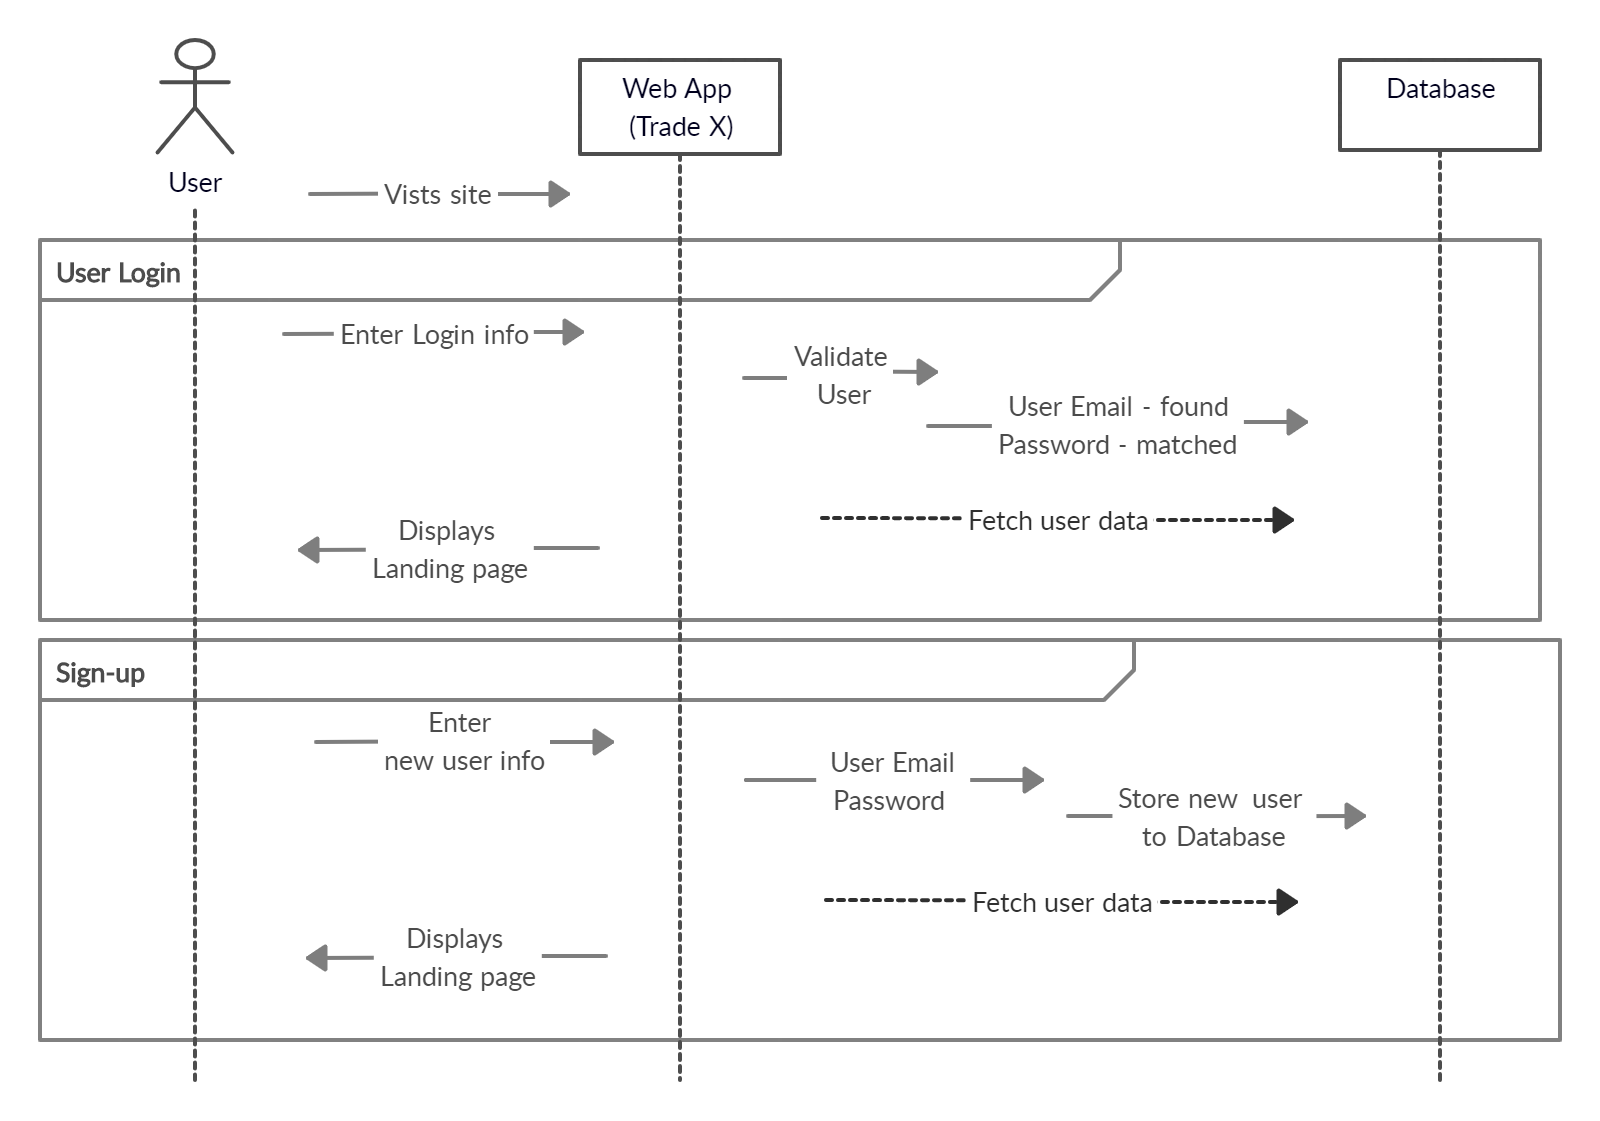 Web App
(Trade X)
Database
User
Vists site
User Login
Enter Login info
Validate
User
User Email - found
Password - matched
Fetch user data
Displays
Landing page
Sign-up
Enter
new user info
User Email
Password
Store new user
to Database
Fetch user data
Displays
Landing page